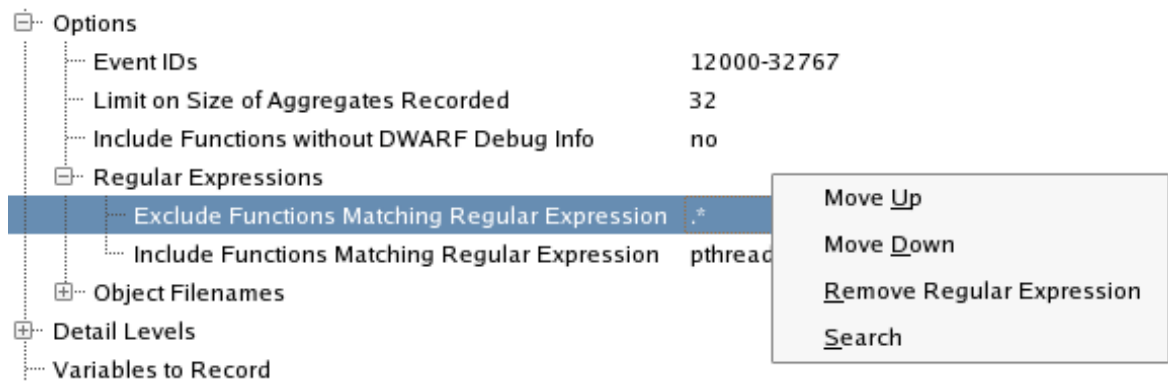 Options
Event IDs 12000-32767
Limit on Size of Aggregates Recorded 32
Include Functions without DWARF Debug Info no
Regular Expressions
Exclude Functions Matching Regular Expression .*
Include Functions Matching Regular Expression pthread
Object Filenames
Detail Levels
Variables to Record
Move Up
Move Down
Remove Regular Expression
Search